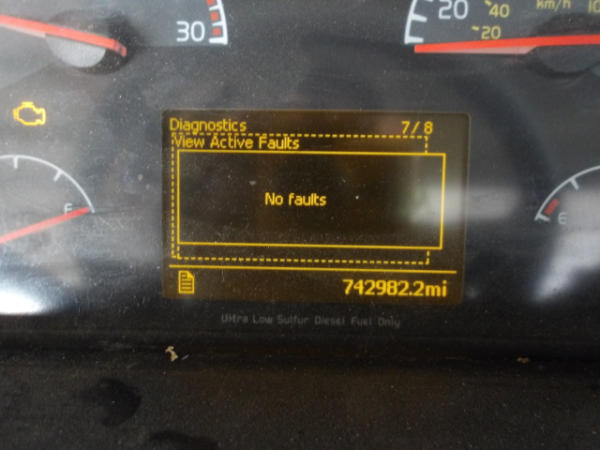 30
20
40
km/h
10
20
Diagnostics 7/8
View Active Faults
No faults
F
E
742982.2mi
Ultra Low Sulfur Diesel Fuel Only